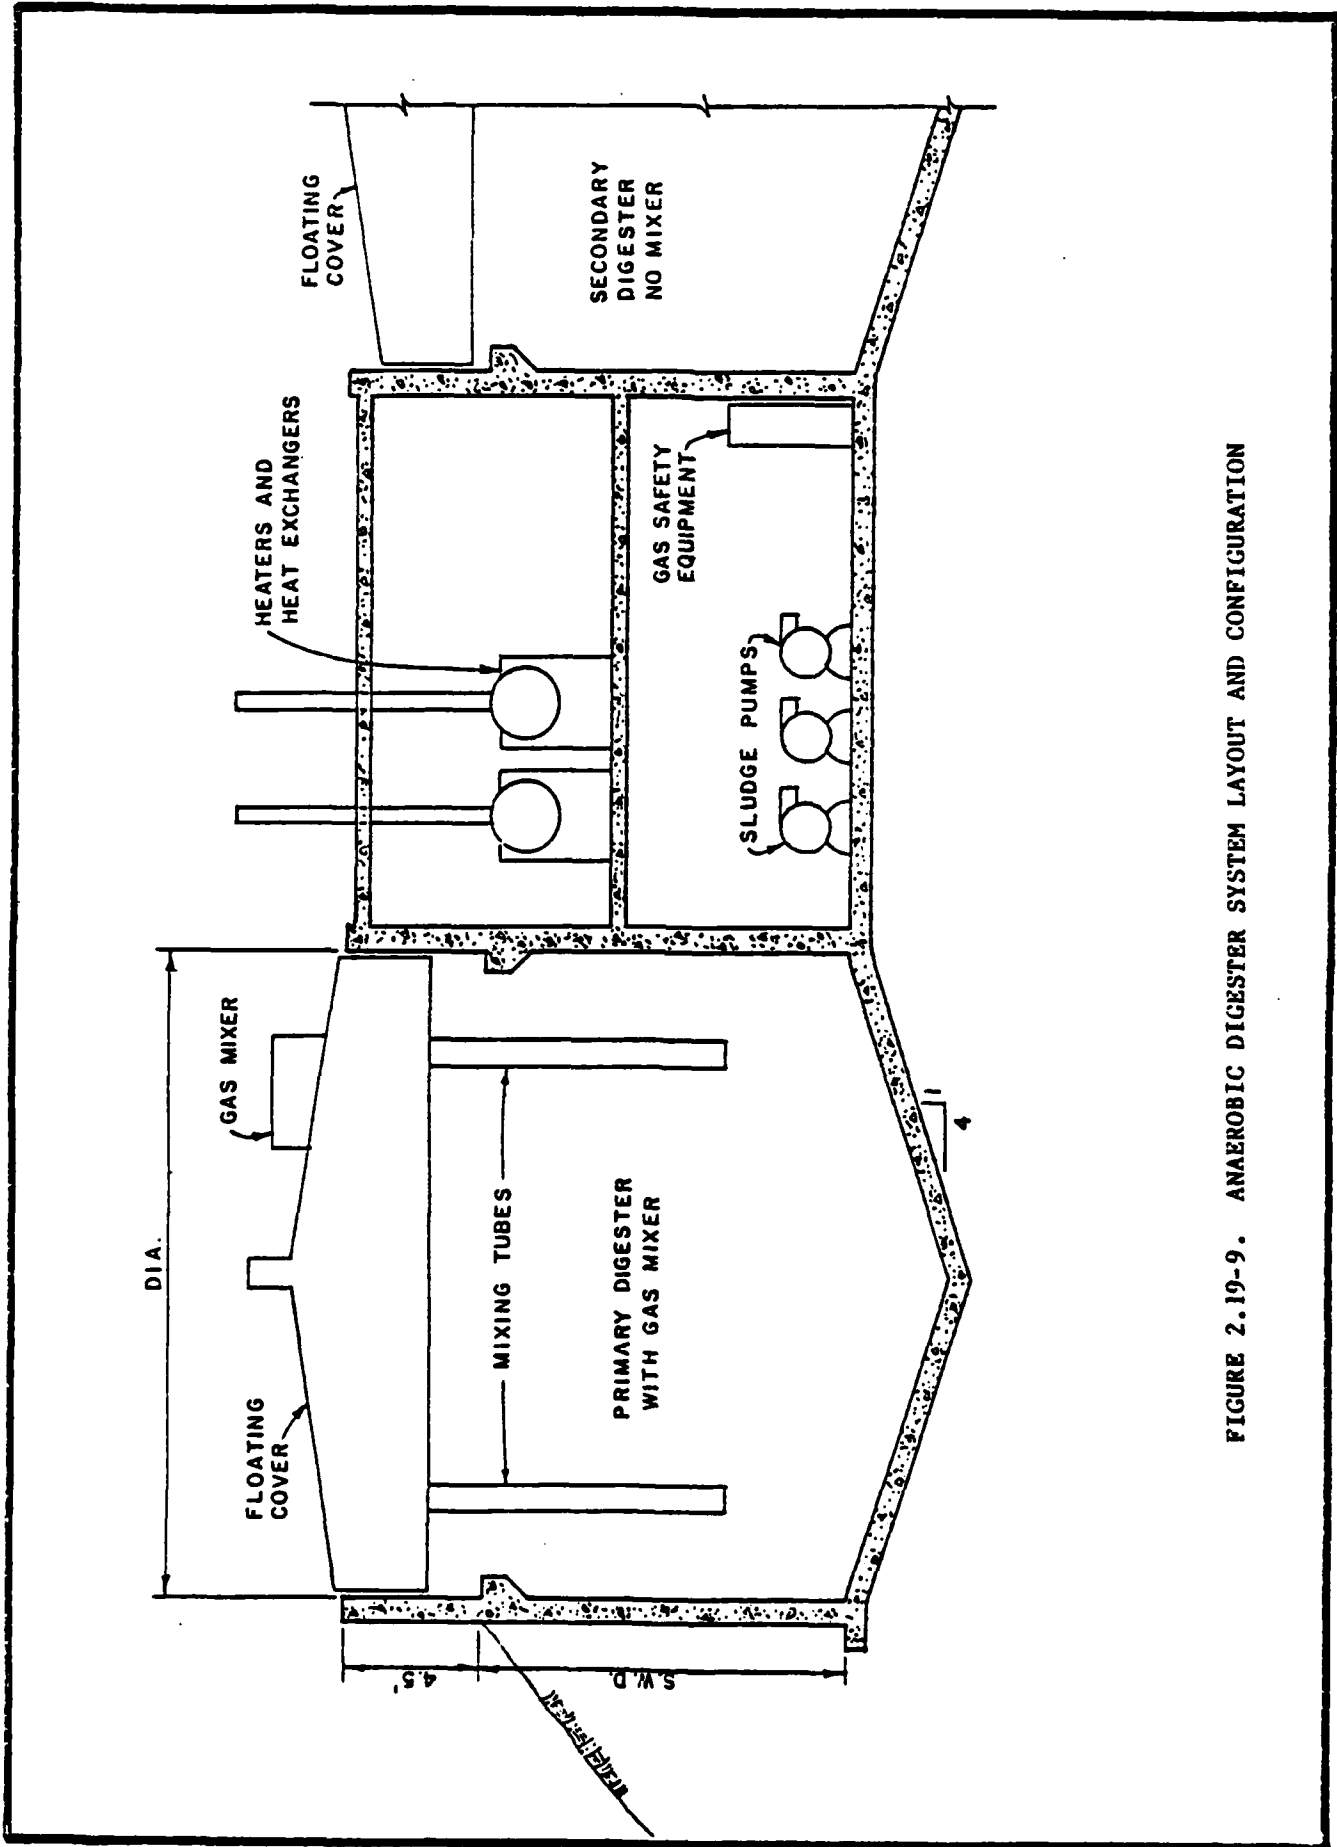 DIA.
FLOATING
COVER
GAS MIXER
HEATERS AND
HEAT EXCHANGERS
FLOATING
COVER
4.5'
S.W.D.
MIXING TUBES
PRIMARY DIGESTER
WITH GAS MIXER
SLUDGE PUMPS
GAS SAFETY
EQUIPMENT
SECONDARY
DIGESTER
NO MIXER
1
4
FIGURE 2.19-9. ANAEROBIC DIGESTER SYSTEM LAYOUT AND CONFIGURATION